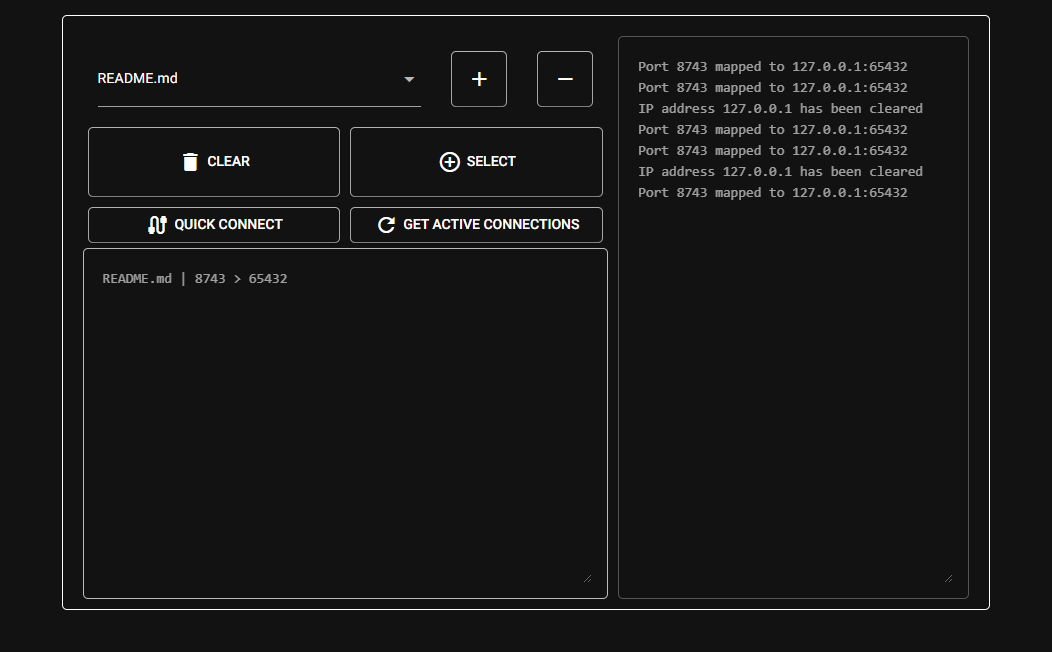 README.md
+
−
CLEAR
SELECT
QUICK CONNECT
GET ACTIVE CONNECTIONS
README.md | 8743 > 65432
Port 8743 mapped to 127.0.0.1:65432
Port 8743 mapped to 127.0.0.1:65432
IP address 127.0.0.1 has been cleared
Port 8743 mapped to 127.0.0.1:65432
Port 8743 mapped to 127.0.0.1:65432
IP address 127.0.0.1 has been cleared
Port 8743 mapped to 127.0.0.1:65432